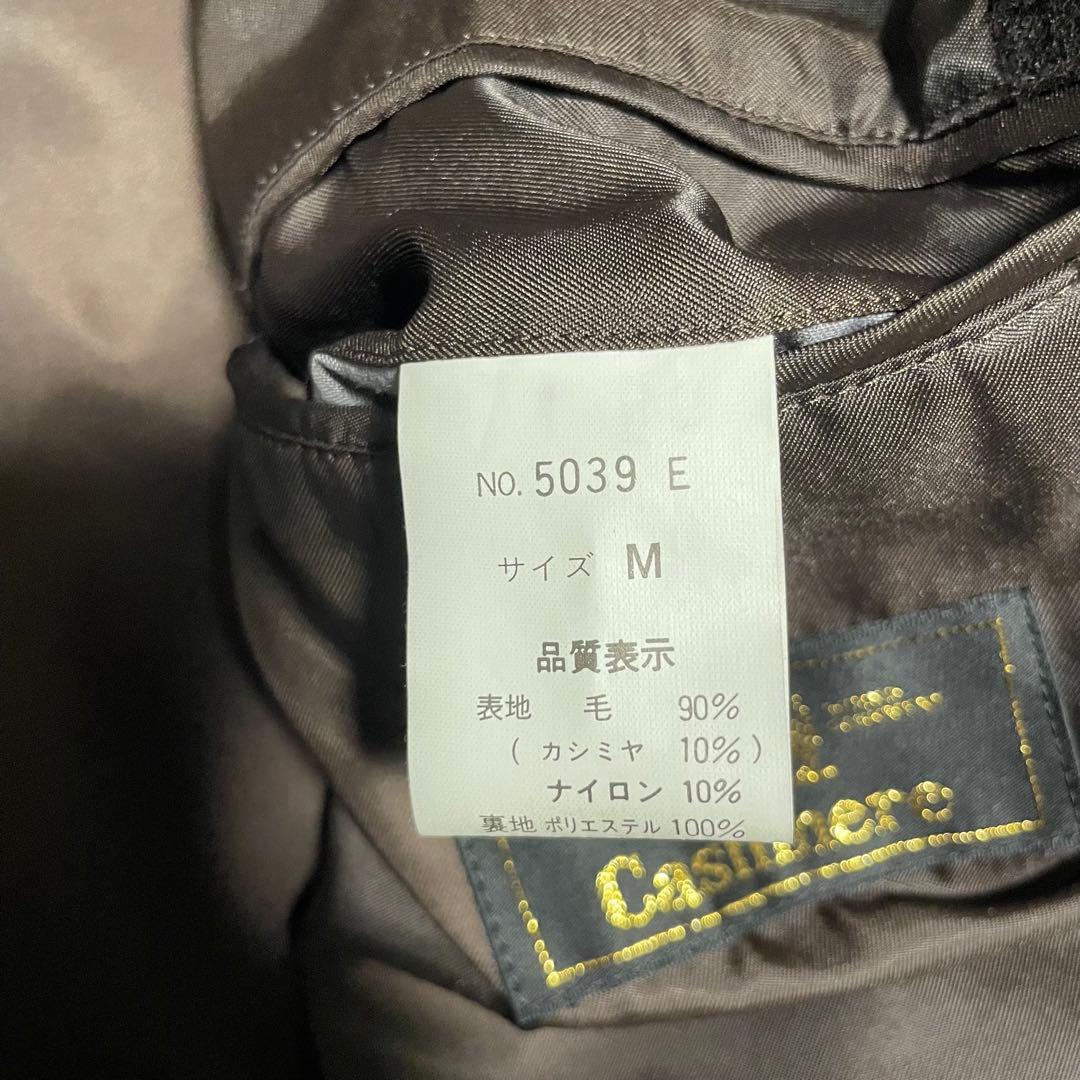 NO. 5039 E
サイズ M
品質表示
表地 毛 90%
( カシミヤ 10% )
ナイロン 10%
裏地 ポリエステル 100%
Cashmere